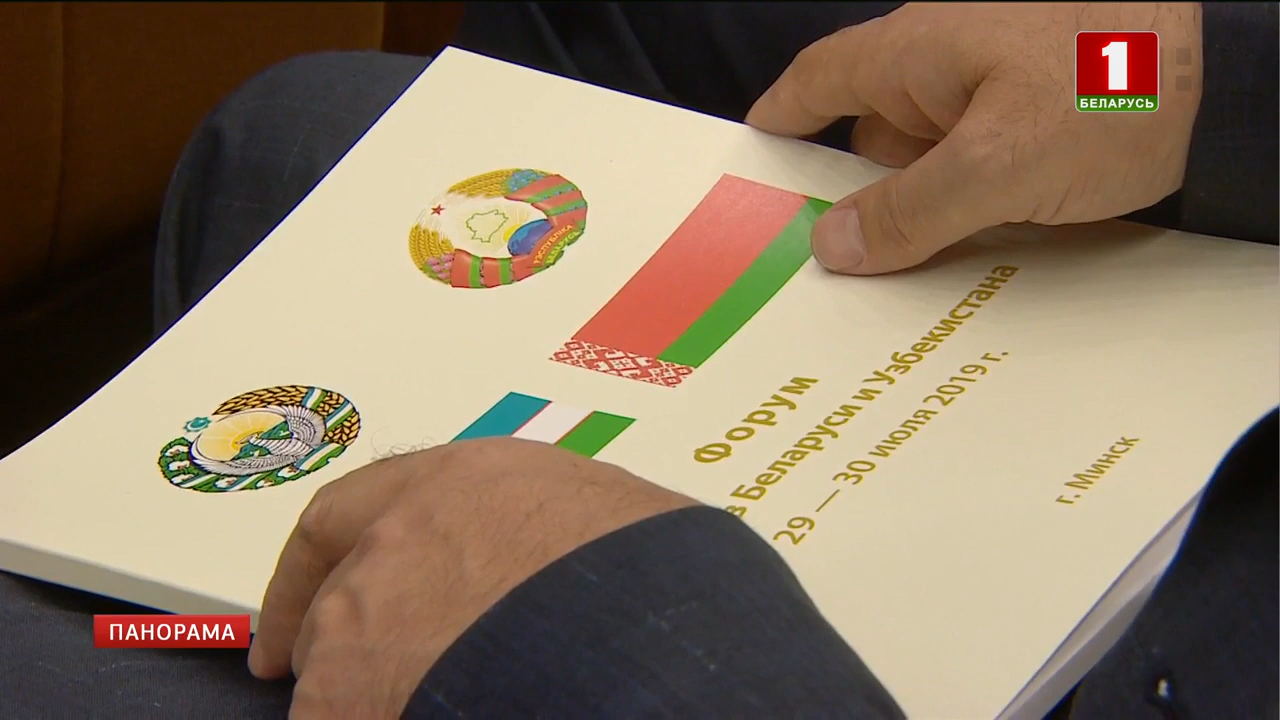 1
БЕЛАРУСЬ
Форум
в Беларуси и Узбекистана
29 — 30 июля 2019 г.
г. Минск
ПАНОРАМА